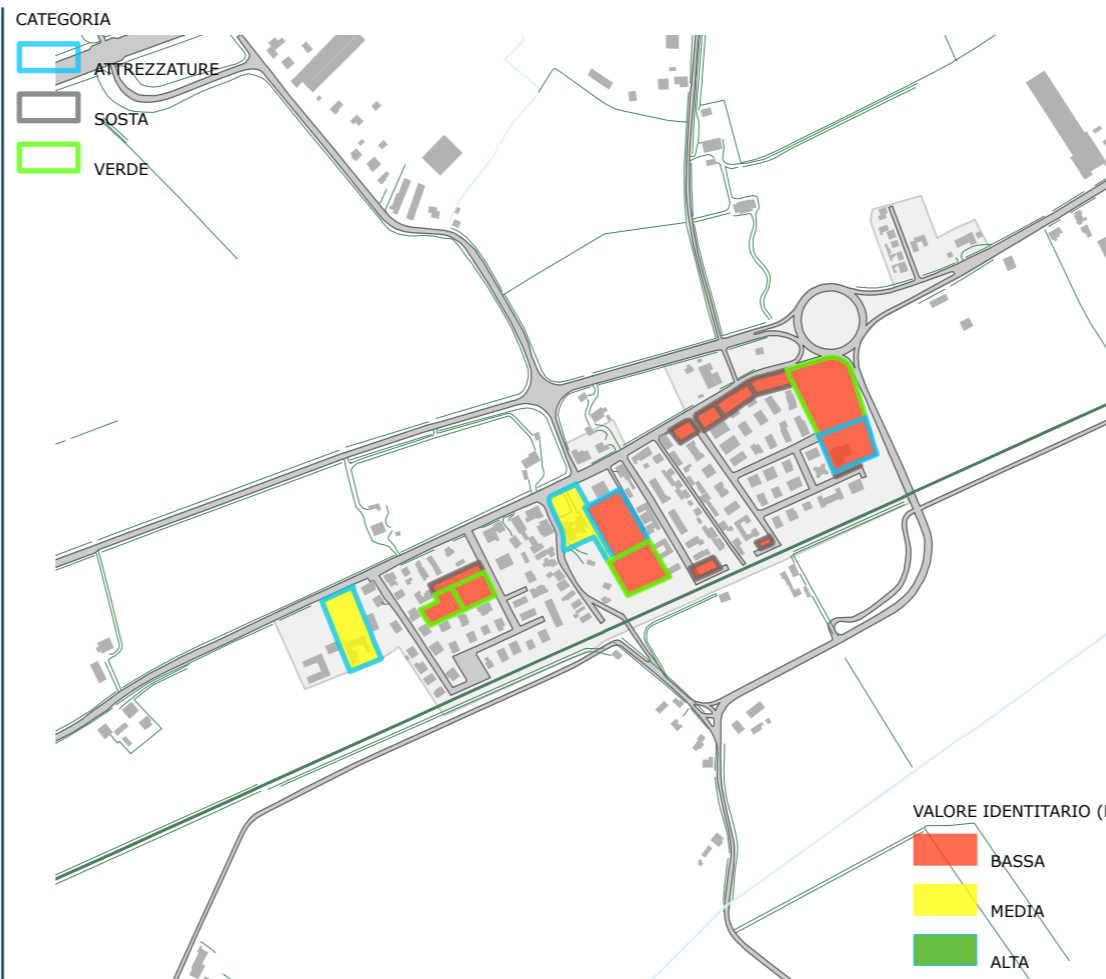 CATEGORIA
ATTREZZATURE
SOSTA
VERDE
VALORE IDENTITARIO (
BASSA
MEDIA
ALTA